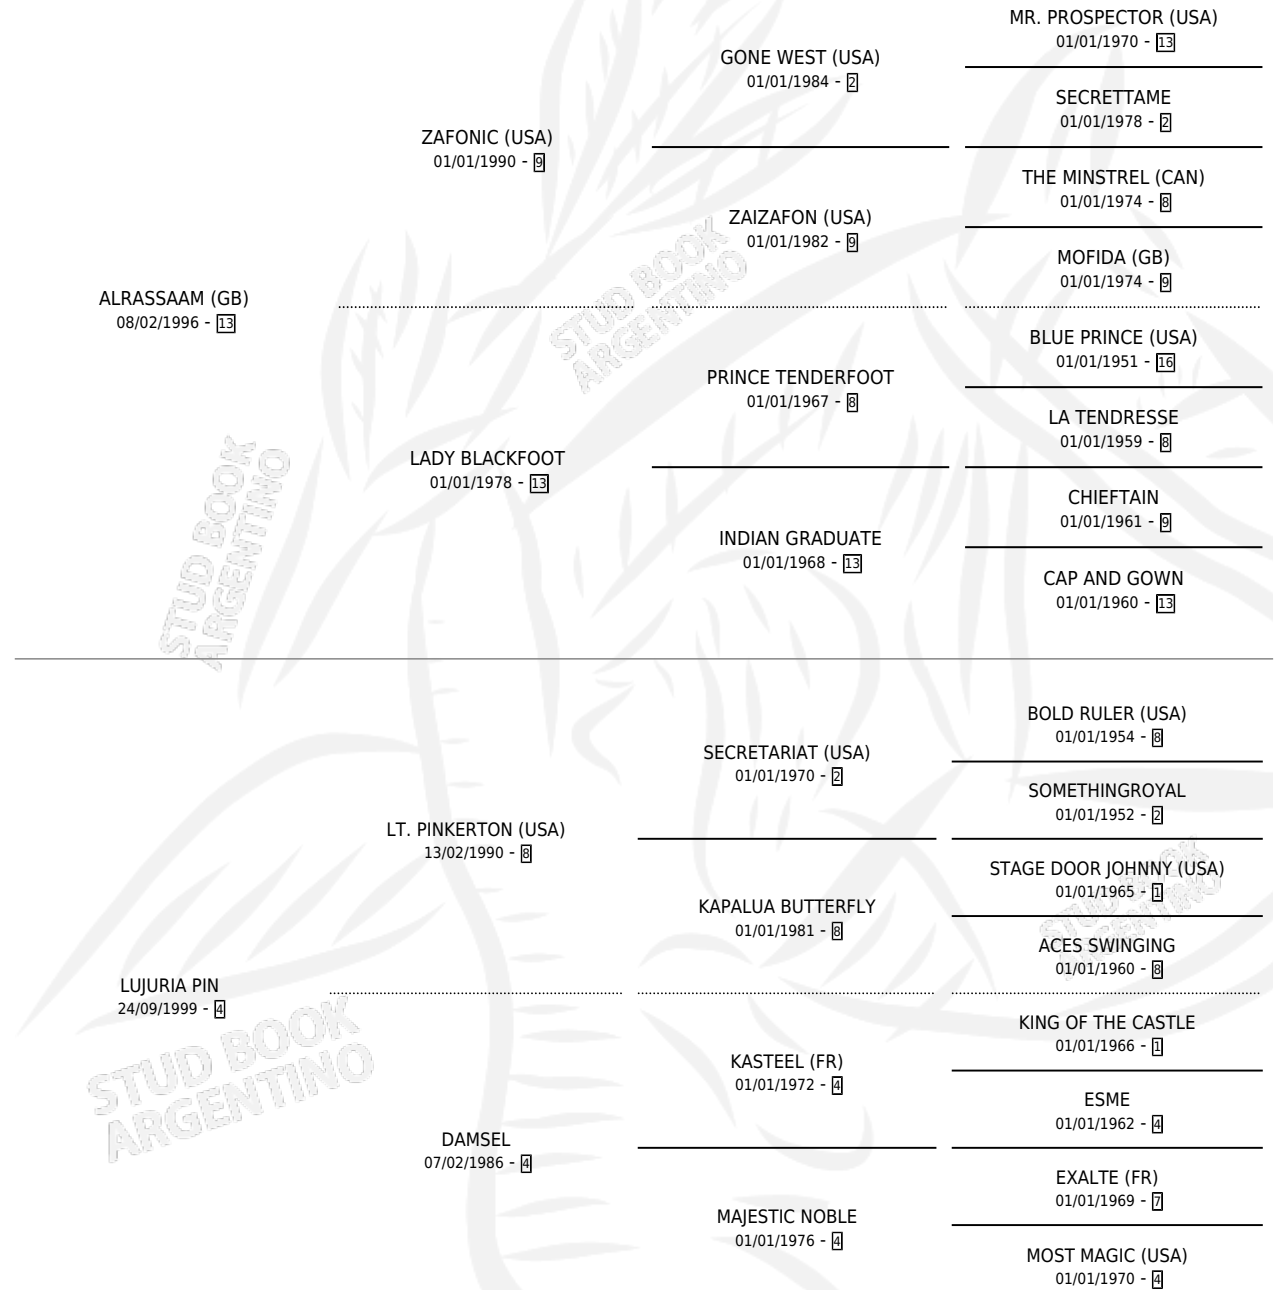 MR. PROSPECTOR (USA)
01/01/1970 - 13
GONE WEST (USA)
01/01/1984 - 2
SECRETTAME
01/01/1978 - 2
ZAFONIC (USA)
01/01/1990 - 9
THE MINSTREL (CAN)
01/01/1974 - 8
ZAIZAFON (USA)
01/01/1982 - 9
MOFIDA (GB)
01/01/1974 - 9
ALRASSAAM (GB)
08/02/1996 - 13
BLUE PRINCE (USA)
01/01/1951 - 16
PRINCE TENDERFOOT
01/01/1967 - 8
LA TENDRESSE
01/01/1959 - 8
LADY BLACKFOOT
01/01/1978 - 13
CHIEFTAIN
01/01/1961 - 9
INDIAN GRADUATE
01/01/1968 - 13
CAP AND GOWN
01/01/1960 - 13
BOLD RULER (USA)
01/01/1954 - 8
SECRETARIAT (USA)
01/01/1970 - 2
SOMETHINGROYAL
01/01/1952 - 2
LT. PINKERTON (USA)
13/02/1990 - 8
STAGE DOOR JOHNNY (USA)
01/01/1965 - 1
KAPALUA BUTTERFLY
01/01/1981 - 8
ACES SWINGING
01/01/1960 - 8
LUJURIA PIN
24/09/1999 - 4
KING OF THE CASTLE
01/01/1966 - 1
KASTEEL (FR)
01/01/1972 - 4
ESME
01/01/1962 - 4
DAMSEL
07/02/1986 - 4
EXALTE (FR)
01/01/1969 - 7
MAJESTIC NOBLE
01/01/1976 - 4
MOST MAGIC (USA)
01/01/1970 - 4
STUD BOOK
ARGENTINO
STUD BOOK
ARGENTINO
STUD BOOK
ARGENTINO
STUD BOOK
ARGENTINO